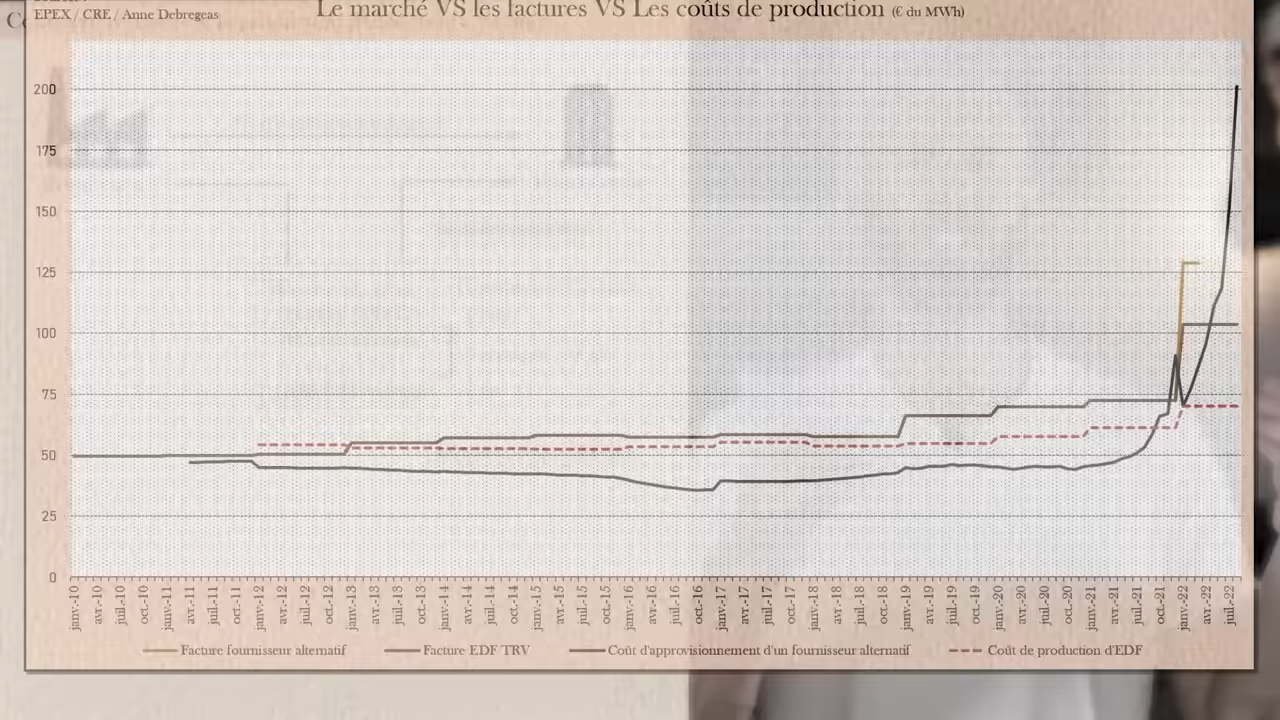 EPEX / CRE / Anne Debregeas
Le marché VS les factures VS Les coûts de production (€ du MWh)
200
175
150
125
100
75
50
25
0
janv.-10 avr.-10 juil.-10 oct.-10 janv.-11 avr.-11 juil.-11 oct.-11 janv.-12 avr.-12 juil.-12 oct.-12 janv.-13 avr.-13 juil.-13 oct.-13 janv.-14 avr.-14 juil.-14 oct.-14 janv.-15 avr.-15 juil.-15 oct.-15 janv.-16 avr.-16 juil.-16 oct.-16 janv.-17 avr.-17 juil.-17 oct.-17 janv.-18 avr.-18 juil.-18 oct.-18 janv.-19 avr.-19 juil.-19 oct.-19 janv.-20 avr.-20 juil.-20 oct.-20 janv.-21 avr.-21 juil.-21 oct.-21 janv.-22 avr.-22 juil.-22
Facture fournisseur alternatif Facture EDF TRV Coût d'approvisionnement d'un fournisseur alternatif Coût de production d'EDF